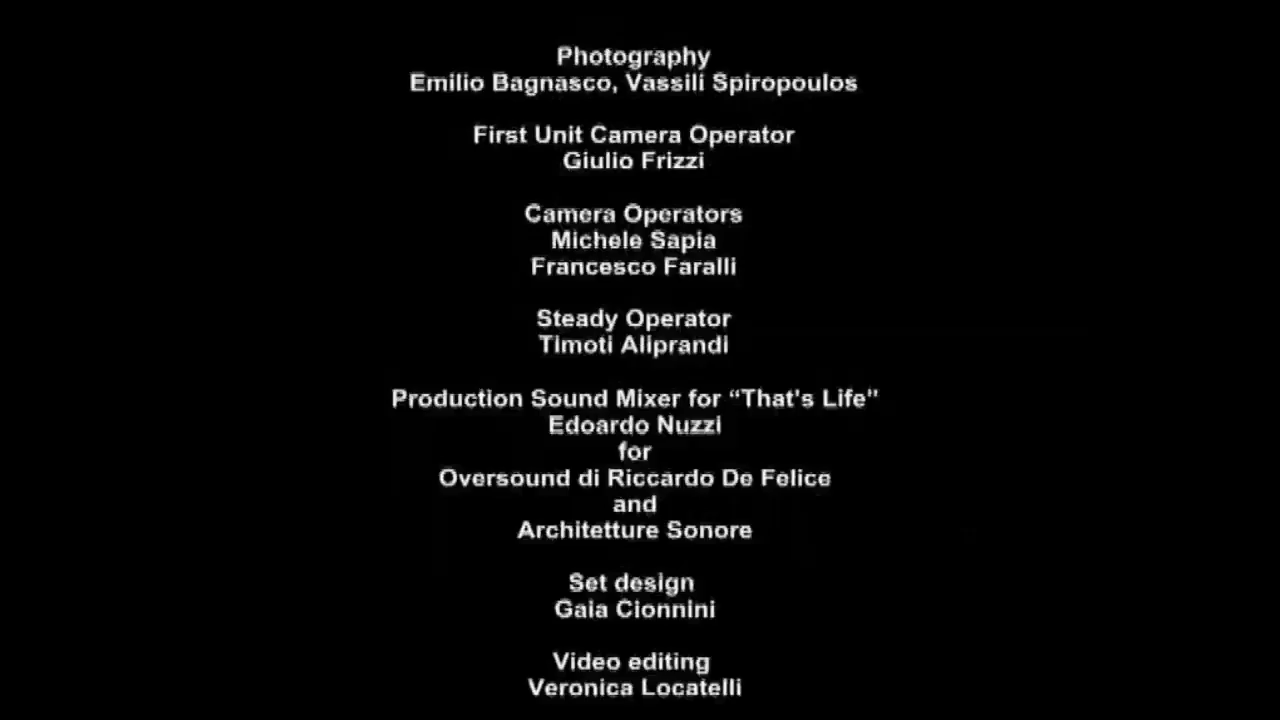 Photography
Emilio Bagnasco, Vassili Spiropoulos
First Unit Camera Operator
Giulio Frizzi
Camera Operators
Michele Sapia
Francesco Faralli
Steady Operator
Timoti Aliprandi
Production Sound Mixer for “That's Life”
Edoardo Nuzzi
for
Oversound di Riccardo De Felice
and
Architetture Sonore
Set design
Gaia Cionnini
Video editing
Veronica Locatelli